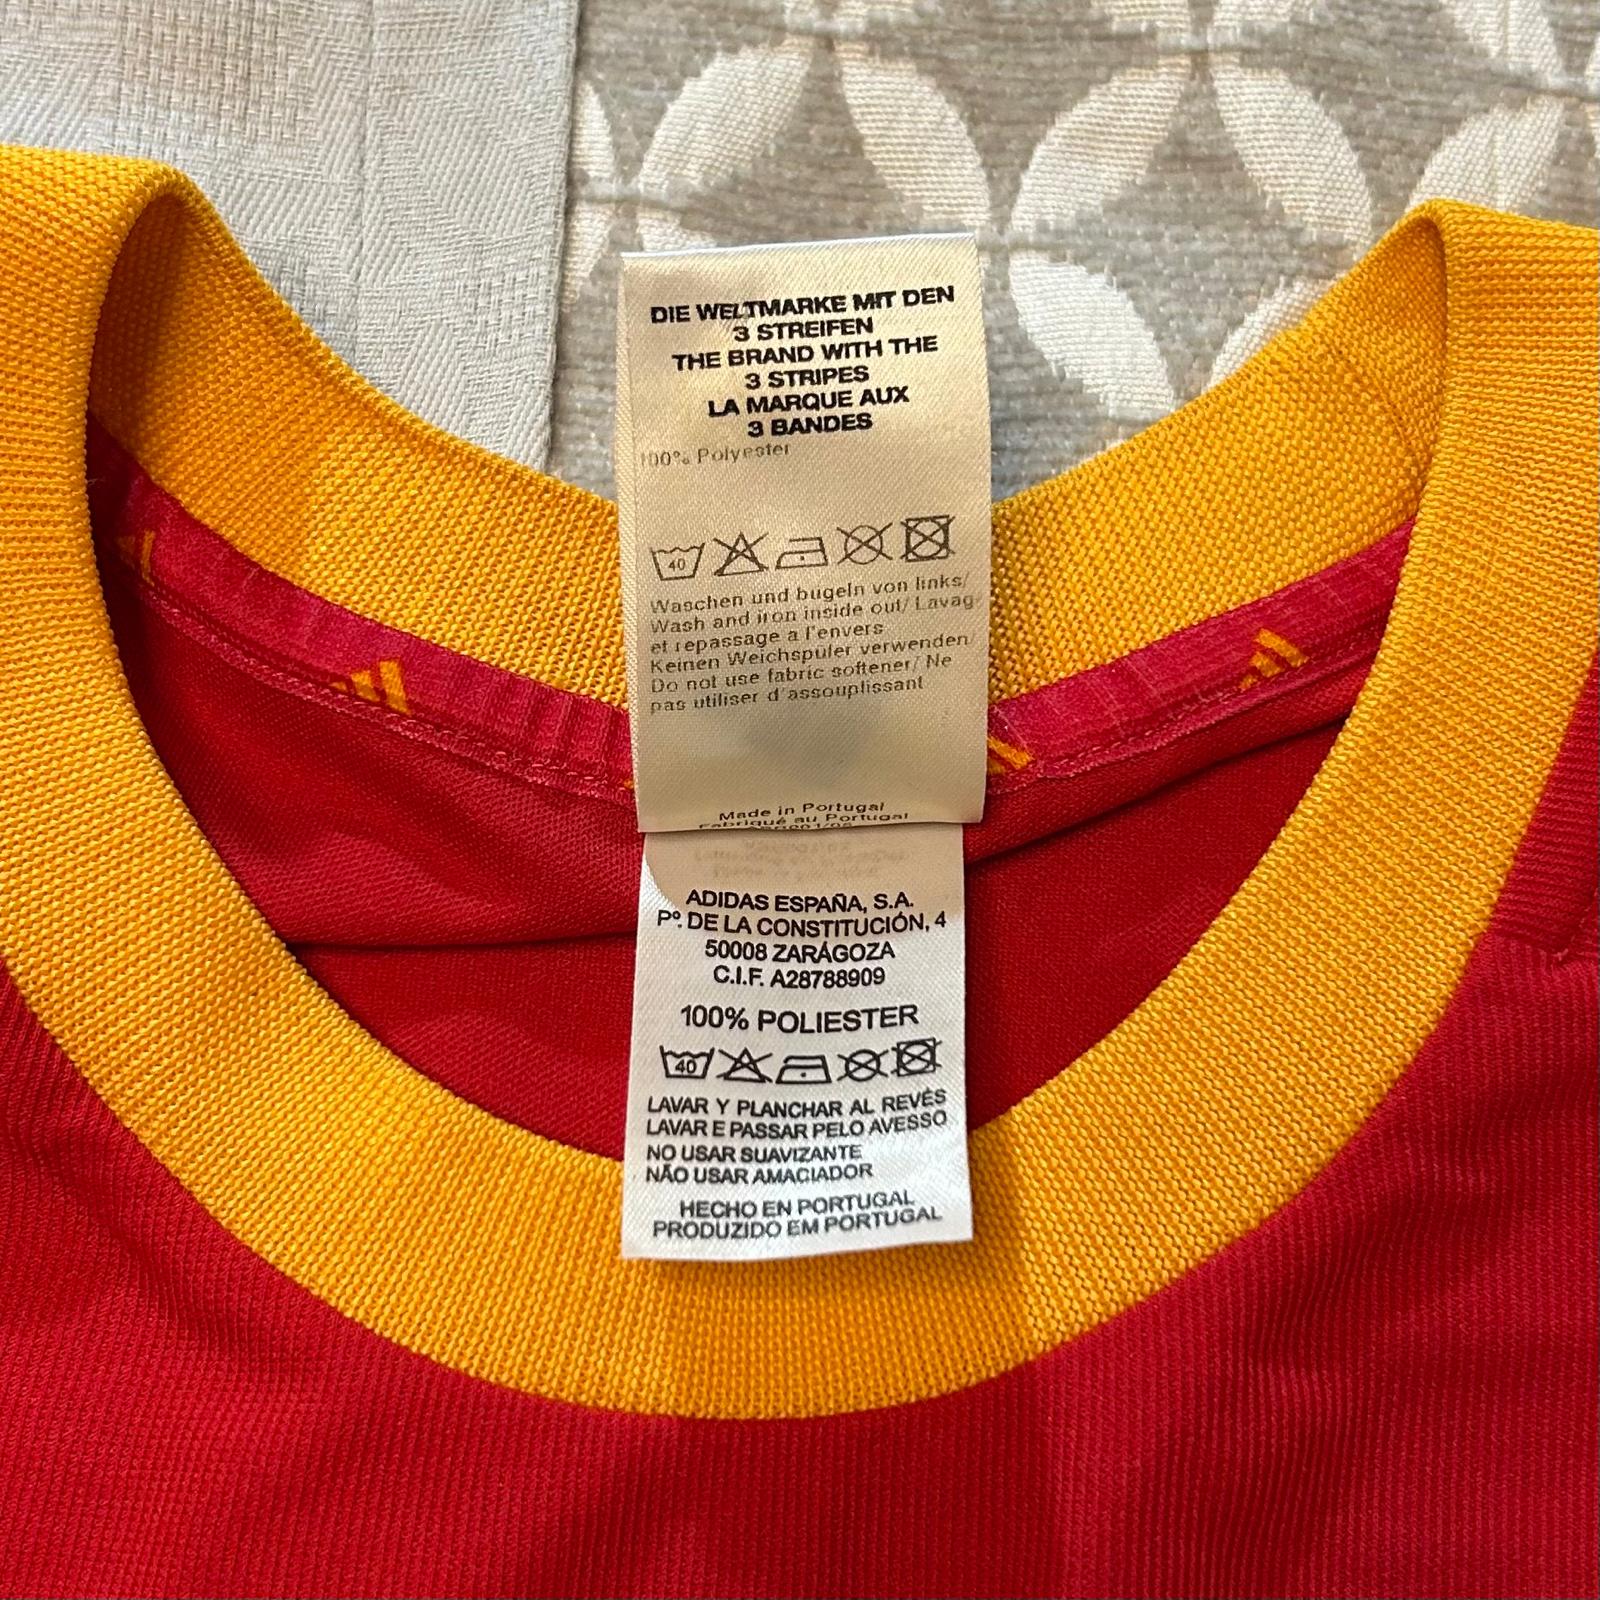 DIE WELTMARKE MIT DEN
3 STREIFEN
THE BRAND WITH THE
3 STRIPES
LA MARQUE AUX
3 BANDES
100% Polyester
40
Waschen und bugeln von links/
Wash and iron inside out/ Lavag
et repassage a l'envers
Keinen Weichspüler verwenden
Do not use fabric softener/ Ne
pas utiliser d'assouplissant
Made in Portugal
Fabriqué au Portugal
ADIDAS ESPAÑA, S.A.
Pº. DE LA CONSTITUCIÓN, 4
50008 ZARÁGOZA
C.I.F. A28788909
100% POLIESTER
40
LAVAR Y PLANCHAR AL REVÉS
LAVAR E PASSAR PELO AVESSO
NO USAR SUAVIZANTE
NÃO USAR AMACIADOR
HECHO EN PORTUGAL
PRODUZIDO EM PORTUGAL